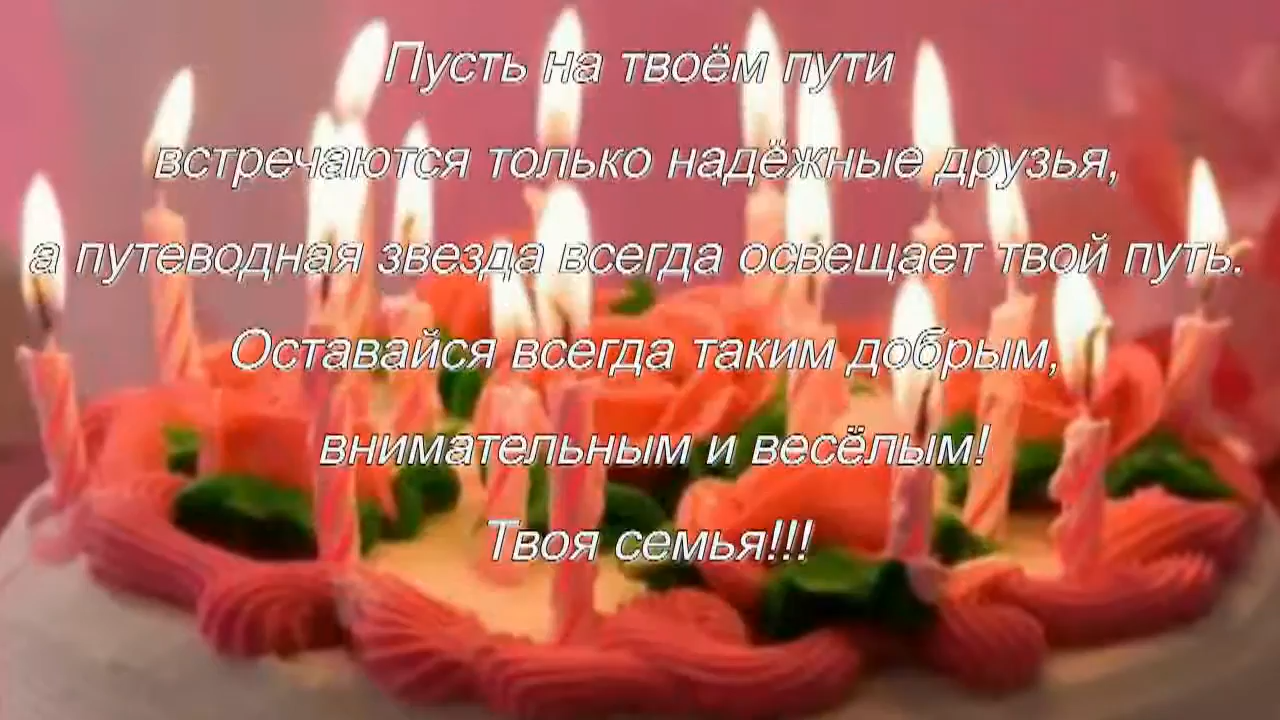 Пусть на твоём пути
встречаются только надёжные друзья,
а путеводная звезда всегда освещает твой путь.
Оставайся всегда таким добрым,
внимательным и весёлым!
Твоя семья!!!